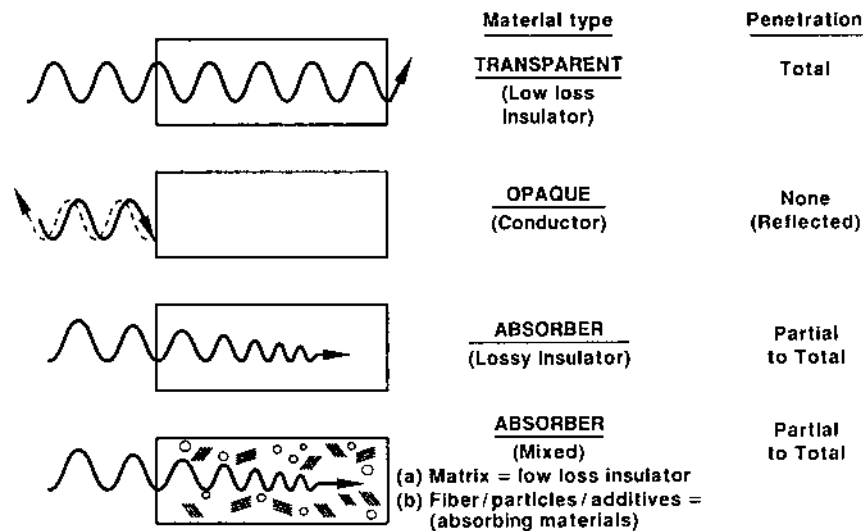 Material type
Penetration
TRANSPARENT
Total
(Low loss
Insulator)
OPAQUE
None
(Conductor)
(Reflected)
ABSORBER
Partial
(Lossy Insulator)
to Total
ABSORBER
Partial
(Mixed)
to Total
(a) Matrix = low loss insulator
(b) Fiber/particles/additives =
(absorbing materials)